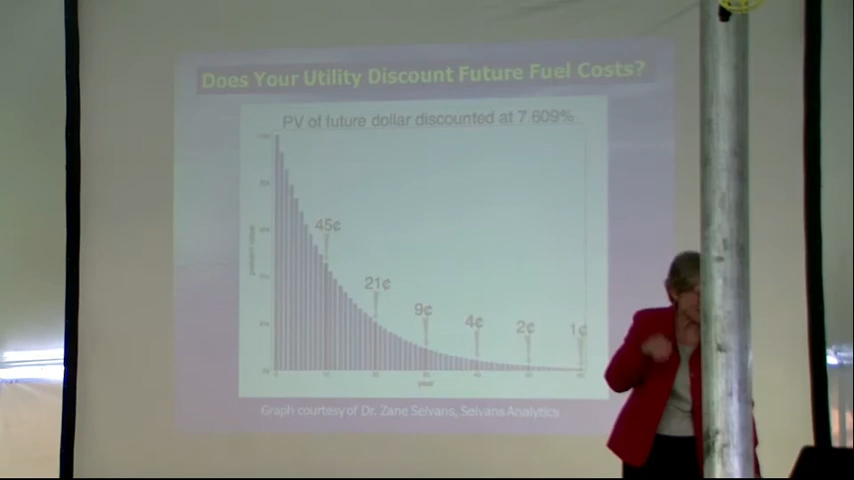 Does Your Utility Discount Future Fuel Costs?
PV of future dollar discounted at 7.609%
45¢
21¢
9¢
4¢
2¢
1¢
year
Graph courtesy of Dr. Zane Selvans, Selvans Analytics